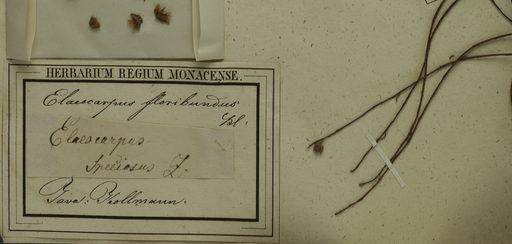 HERBARIUM REGIUM MONACENSE.
Elaeocarpus floribundus
Bl.
Elaeocarpus
speciosus Z.
Java: Zollmann.